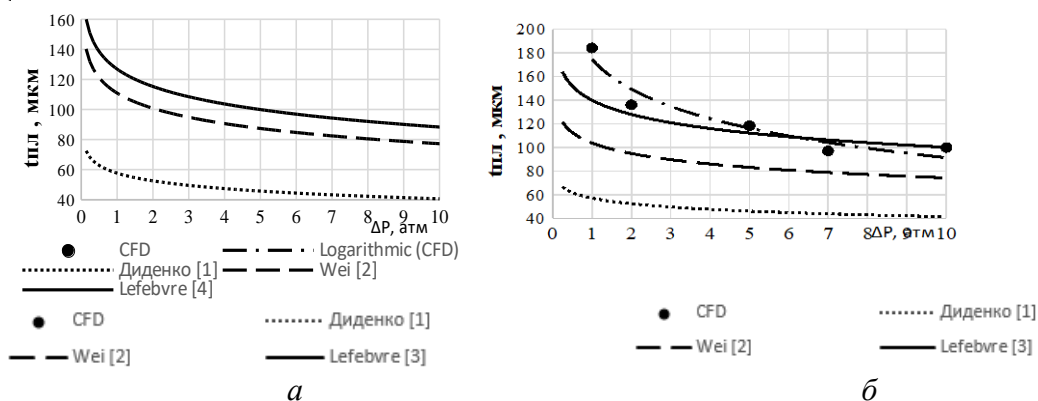 160
140
120
100
80
60
40
tпл , мкм
0 1 2 3 4 5 6 7 8 9 10
ΔP, атм
CFD
Logarithmic (CFD)
Диденко [1]
Wei [2]
Lefebvre [4]
CFD
Диденко [1]
Wei [2]
Lefebvre [3]
а
200
180
160
140
120
100
80
60
40
tпл , мкм
0 1 2 3 4 5 6 7 8 9 10
ΔP, атм
CFD
Диденко [1]
Wei [2]
Lefebvre [3]
б